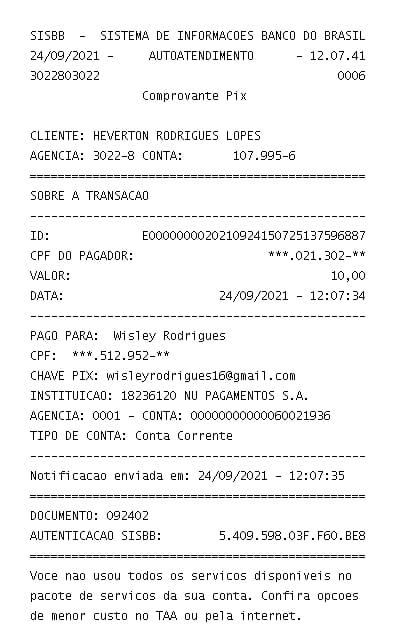 SISBB - SISTEMA DE INFORMACOES BANCO DO BRASIL
24/09/2021 - AUTOATENDIMENTO - 12.07.41
3022803022 0006
Comprovante Pix
CLIENTE: HEVERTON RODRIGUES LOPES
AGENCIA: 3022-8 CONTA: 107.995-6
================================================
SOBRE A TRANSACAO
------------------------------------------------
ID: E0000000020210924150725137596887
CPF DO PAGADOR: ***.021.302-**
VALOR: 10,00
DATA: 24/09/2021 - 12:07:34
------------------------------------------------
PAGO PARA: Wisley Rodrigues
CPF: ***.512.952-**
CHAVE PIX: wisleyrodrigues16@gmail.com
INSTITUICAO: 18236120 NU PAGAMENTOS S.A.
AGENCIA: 0001 - CONTA: 00000000000060021936
TIPO DE CONTA: Conta Corrente
------------------------------------------------
Notificacao enviada em: 24/09/2021 - 12:07:35
================================================
DOCUMENTO: 092402
AUTENTICACAO SISBB: 5.409.598.03F.F60.BE8
================================================
Voce nao usou todos os servicos disponiveis no
pacote de servicos da sua conta. Confira opcoes
de menor custo no TAA ou pela internet.